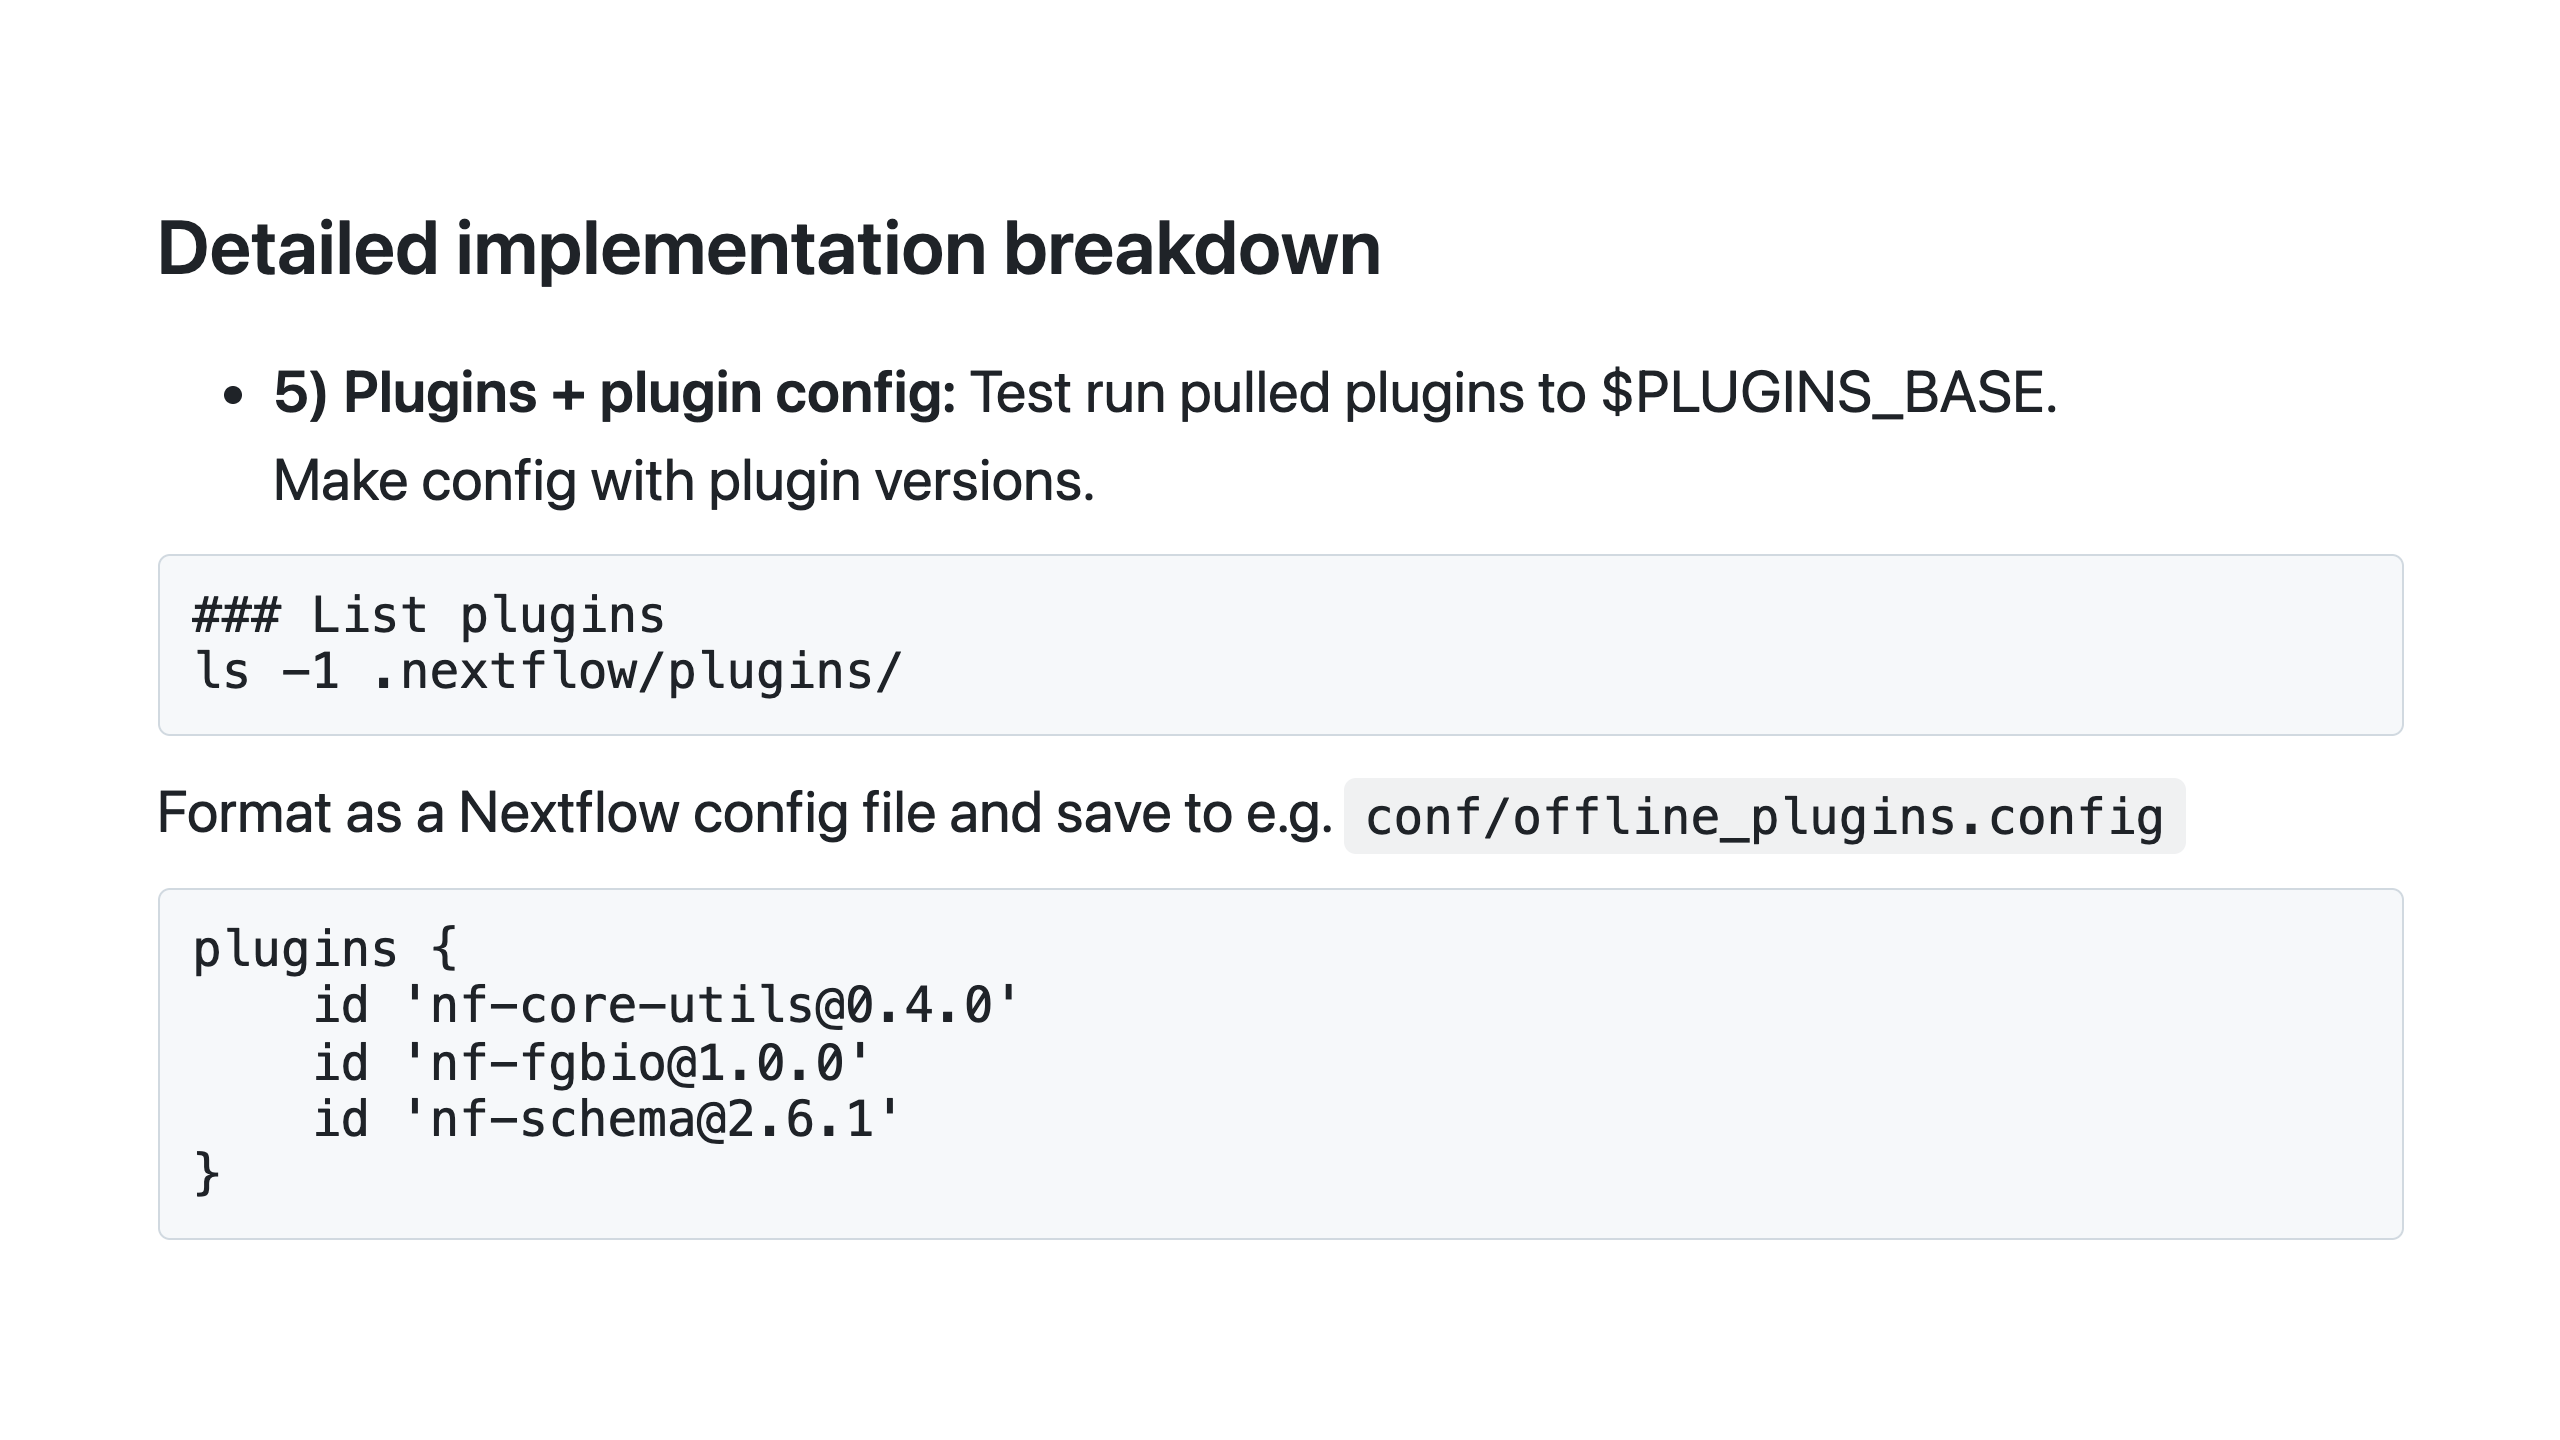 Detailed implementation breakdown
• 5) Plugins + plugin config: Test run pulled plugins to $PLUGINS_BASE.
Make config with plugin versions.
### List plugins
ls -1 .nextflow/plugins/
Format as a Nextflow config file and save to e.g. conf/offline_plugins.config
plugins {
    id 'nf-core-utils@0.4.0'
    id 'nf-fgbio@1.0.0'
    id 'nf-schema@2.6.1'
}